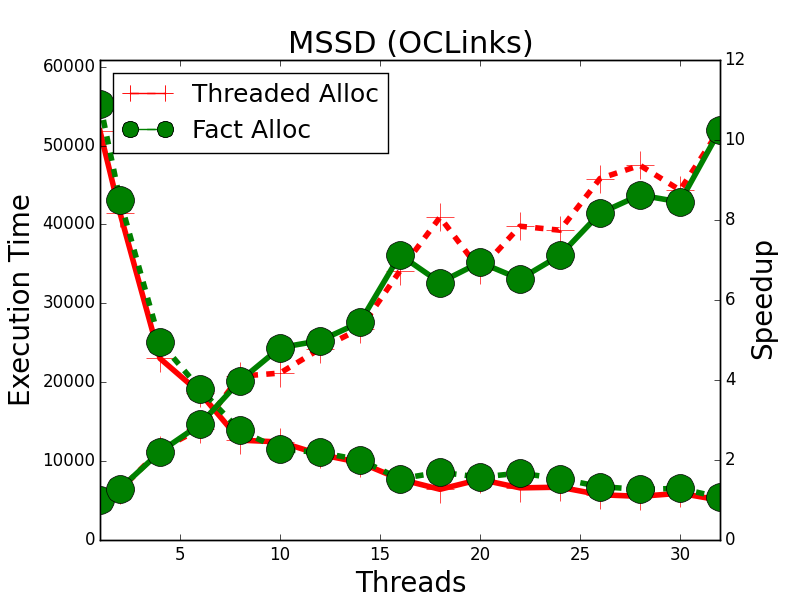 MSSD (OCLinks)
Threaded Alloc
Fact Alloc
Execution Time
60000
50000
40000
30000
20000
10000
0
Speedup
12
10
8
6
4
2
0
5 10 15 20 25 30
Threads